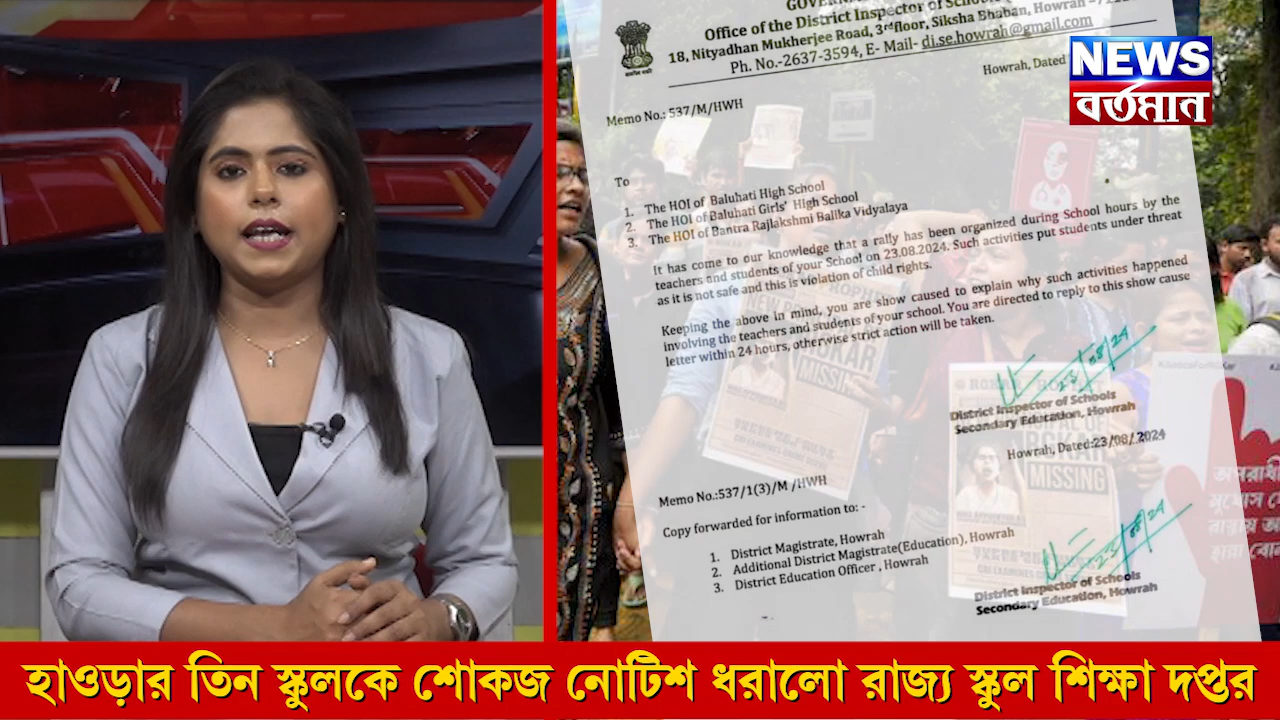 GOVERN
Office of the District Inspector of Schools
18, Nityadhan Mukherjee Road, 3rdfloor, Siksha Bhaban, Howrah
Ph. No.-2637-3594, E- Mail- di.se.howrah@gmail.com
Howrah, Dated
NEWS
বর্তমান
Memo No.: 537/M/HWH
To
1. The HOI of Baluhati High School
2. The HOI of Baluhati Girls' High School
3. The HOI of Bantra Rajlakshmi Balika Vidyalaya
It has come to our knowledge that a rally has been organized during School hours by the
teachers and students of your School on 23.08.2024. Such activities put students under threat
as it is not safe and this is violation of child rights.
Keeping the above in mind, you are show caused to explain why such activities happened
involving the teachers and students of your school. You are directed to reply to this show cause
letter within 24 hours, otherwise strict action will be taken.
23/08/24
District Inspector of Schools
Secondary Education, Howrah
Howrah, Dated:23/08/2024
Memo No.:537/1(3)/M /HWH
Copy forwarded for information to: -
1. District Magistrate, Howrah
2. Additional District Magistrate(Education), Howrah
3. District Education Officer , Howrah
23/08/24
District Inspector of Schools
Secondary Education, Howrah
MISSING
MISSING
হাওড়ার তিন স্কুলকে শোকজ নোটিশ ধরালো রাজ্য স্কুল শিক্ষা দপ্তর